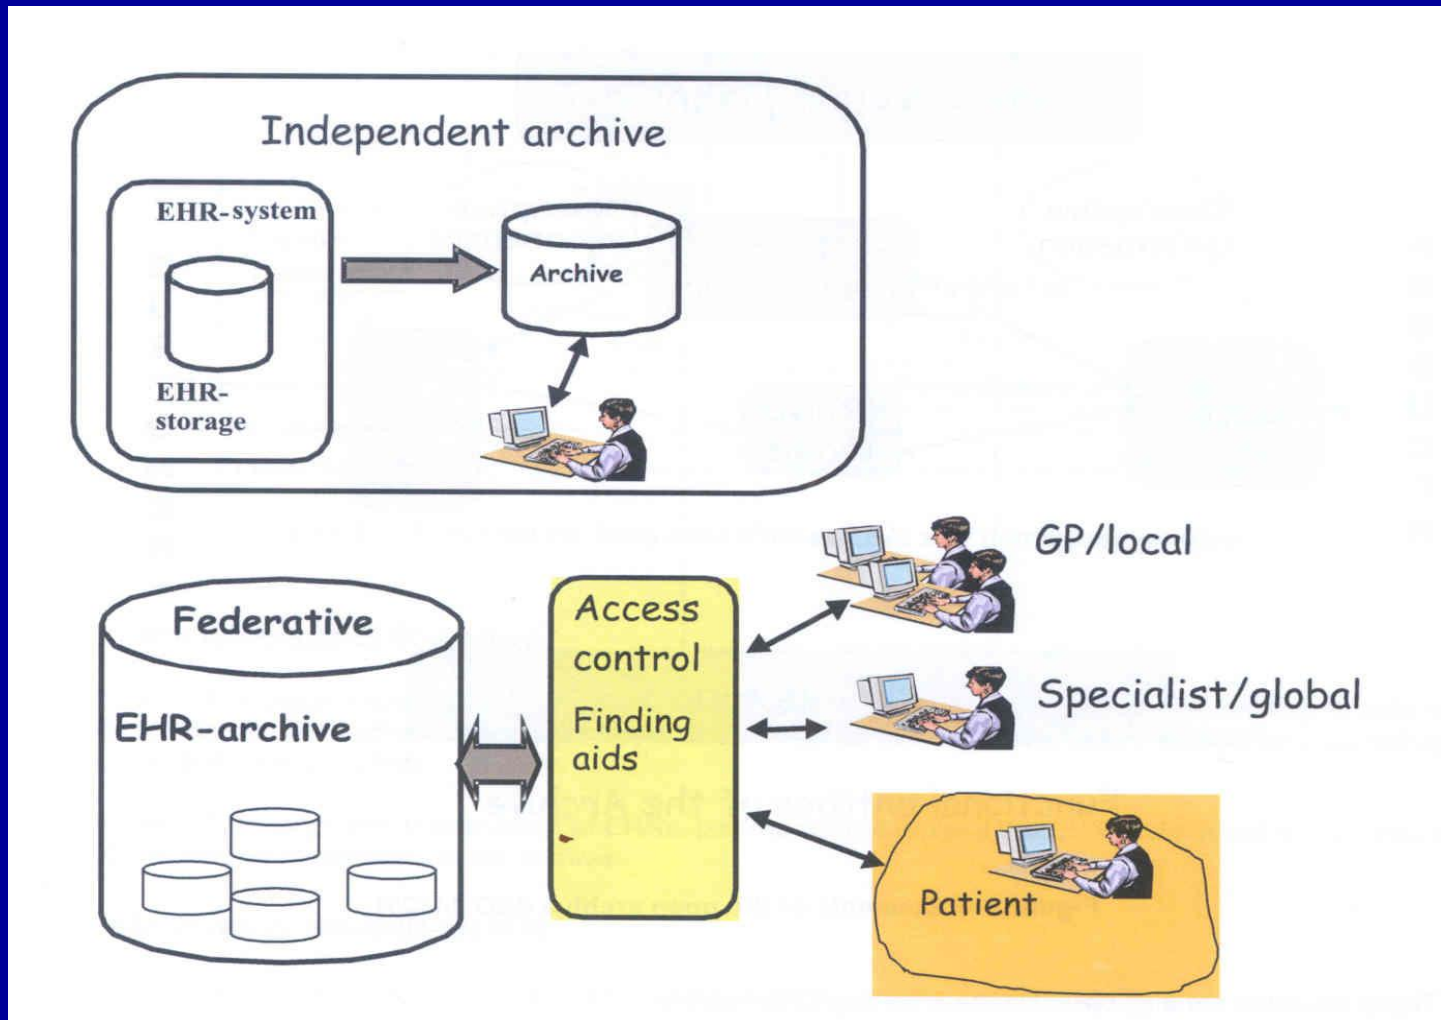 Independent archive
EHR-system
Archive
EHR-
storage
GP/local
Federative
EHR-archive
Access
control
Finding
aids
Specialist/global
Patient